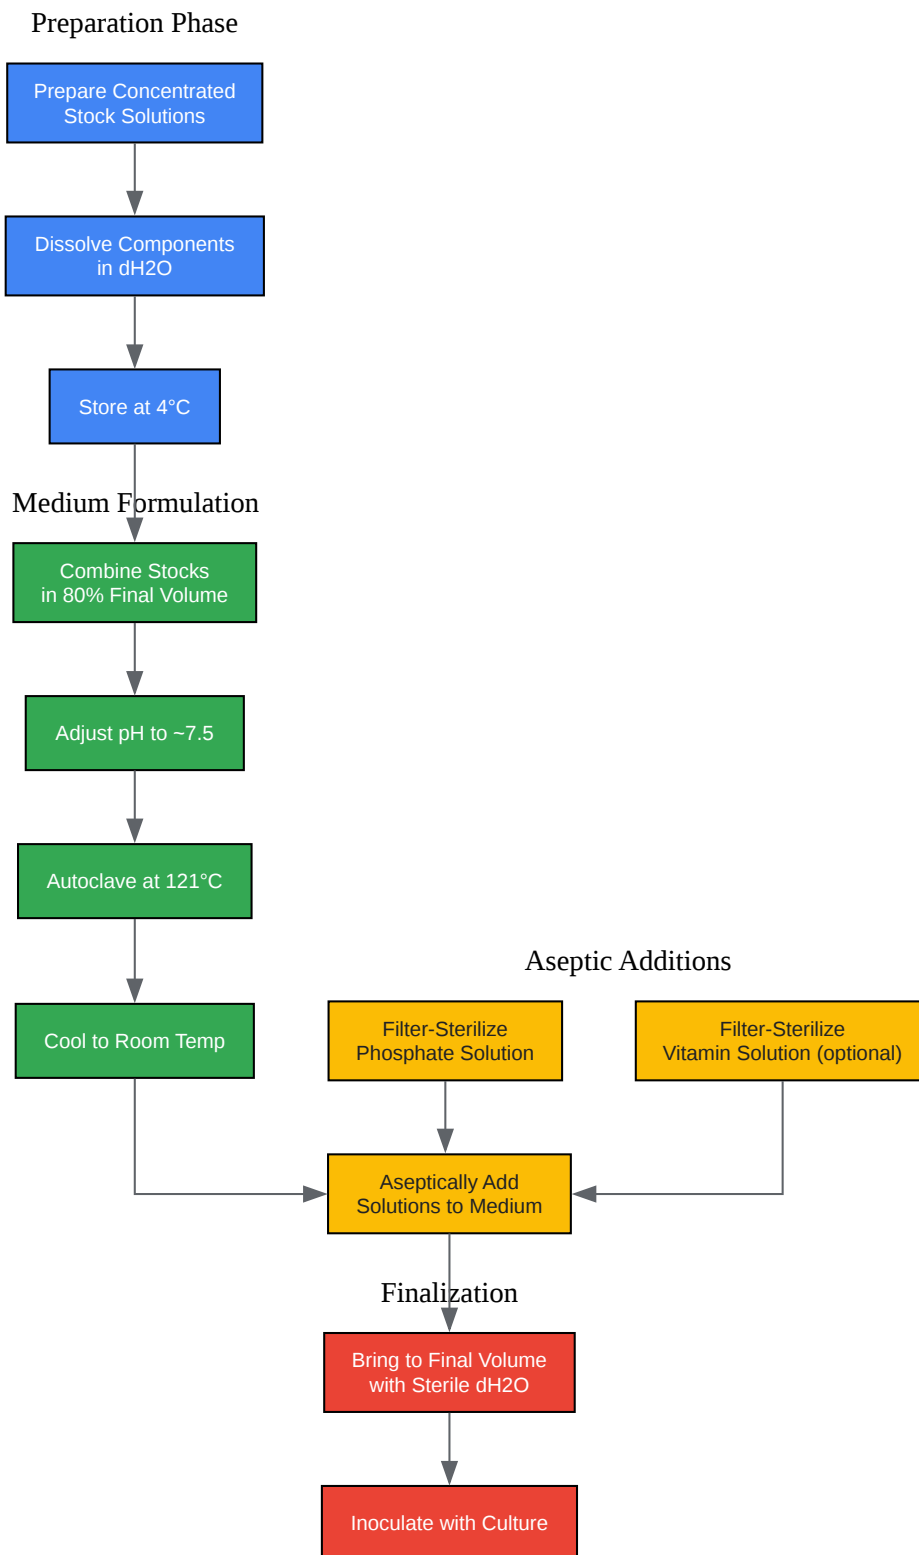 Preparation Phase
Prepare Concentrated
Stock Solutions
Dissolve Components
in dH2O
Store at 4°C
Medium Formulation
Combine Stocks
in 80% Final Volume
Adjust pH to ~7.5
Autoclave at 121°C
Cool to Room Temp
Aseptic Additions
Filter-Sterilize
Phosphate Solution
Filter-Sterilize
Vitamin Solution (optional)
Aseptically Add
Solutions to Medium
Finalization
Bring to Final Volume
with Sterile dH2O
Inoculate with Culture